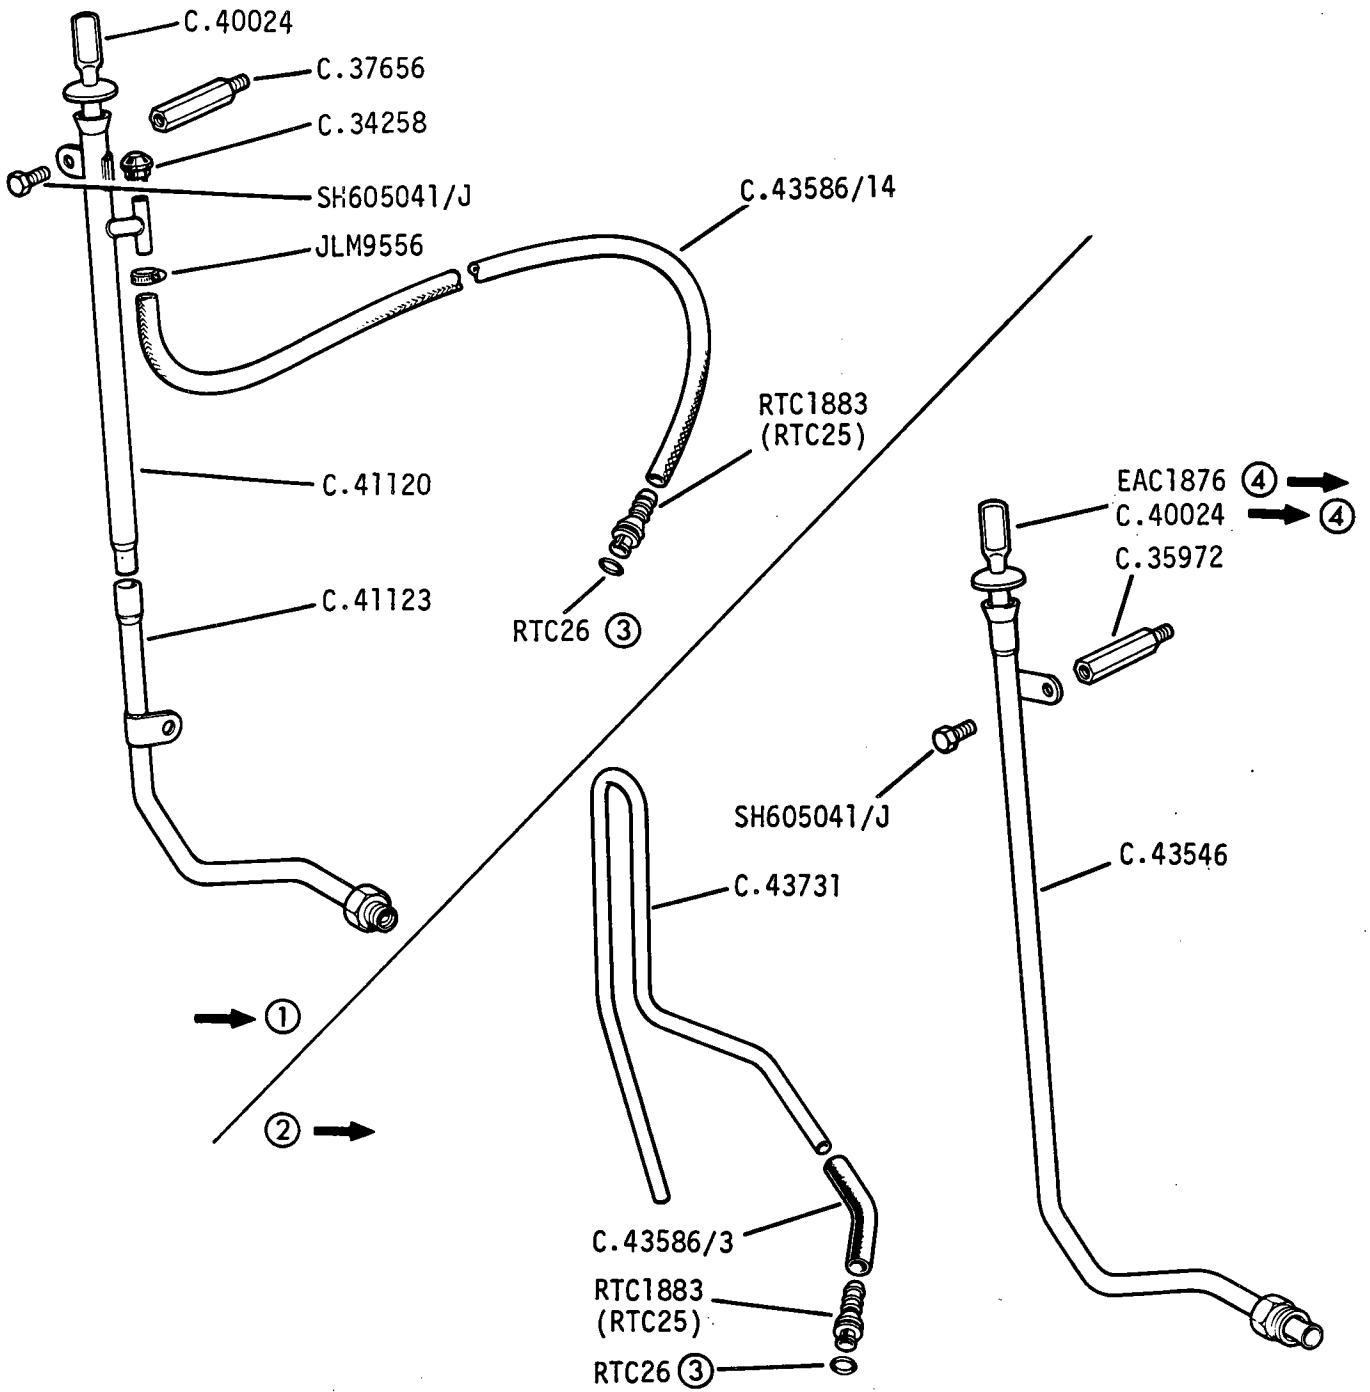 C.40024
C.37656
C.34258
SH605041/J
JLM9556
C.43586/14
RTC1883
(RTC25)
C.41120
C.41123
RTC26 ③
EAC1876 ④ ➡
C.40024 ➡ ④
C.35972
SH605041/J
C.43546
C.43731
➡ ①
② ➡
C.43586/3
RTC1883
(RTC25)
RTC26 ③